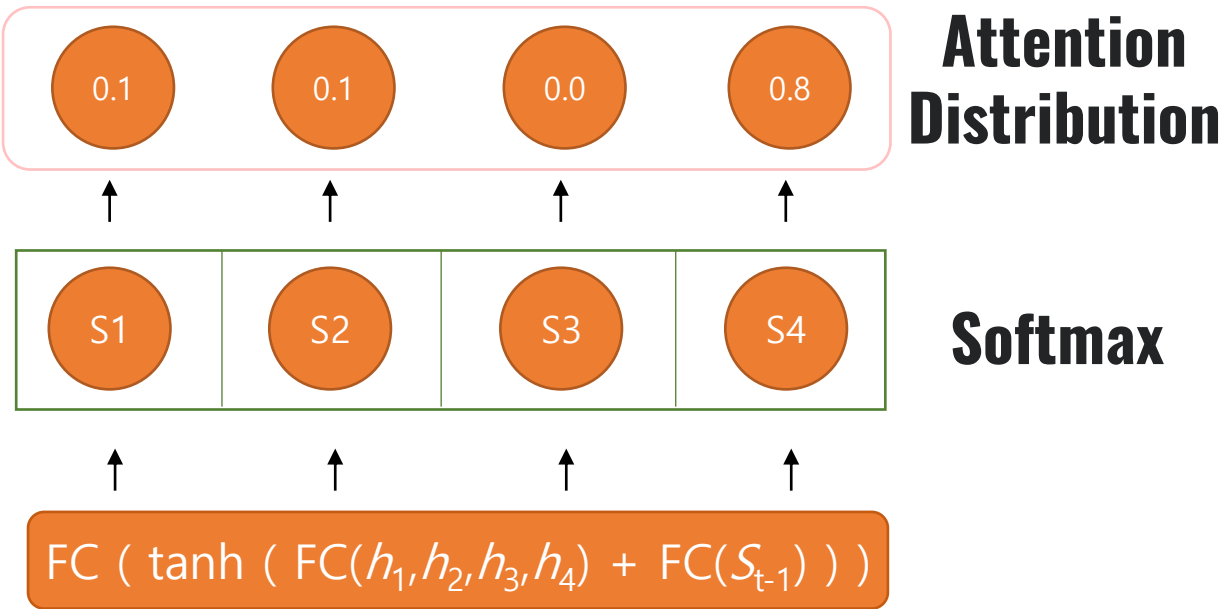 0.1 0.1 0.0 0.8
Attention
Distribution
S1 S2 S3 S4
Softmax
FC ( tanh ( FC(h₁,h₂,h₃,h₄) + FC(Sₜ₋₁) ) )